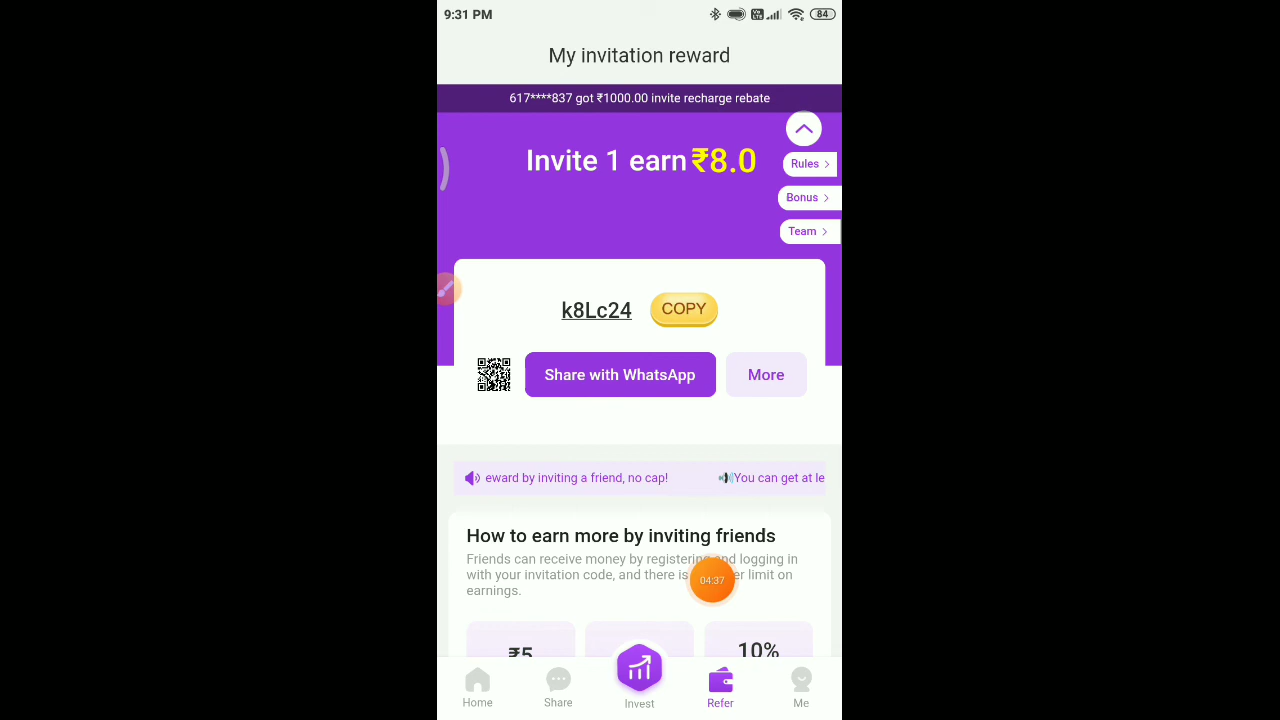 9:31 PM
84
My invitation reward
617****837 got ₹1000.00 invite recharge rebate
Invite 1 earn ₹8.0
Rules
Bonus
Team
k8Lc24
COPY
Share with WhatsApp
More
eward by inviting a friend, no cap!
You can get at le
How to earn more by inviting friends
Friends can receive money by registering and logging in
with your invitation code, and there is er limit on
earnings.
04:37
₹5
10%
Home
Share
Invest
Refer
Me